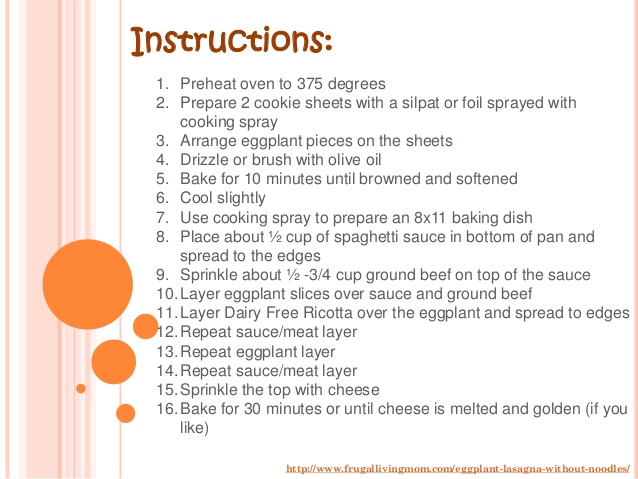 Instructions:
1. Preheat oven to 375 degrees
2. Prepare 2 cookie sheets with a silpat or foil sprayed with
cooking spray
3. Arrange eggplant pieces on the sheets
4. Drizzle or brush with olive oil
5. Bake for 10 minutes until browned and softened
6. Cool slightly
7. Use cooking spray to prepare an 8x11 baking dish
8. Place about ½ cup of spaghetti sauce in bottom of pan and
spread to the edges
9. Sprinkle about ½ -3/4 cup ground beef on top of the sauce
10. Layer eggplant slices over sauce and ground beef
11. Layer Dairy Free Ricotta over the eggplant and spread to edges
12. Repeat sauce/meat layer
13. Repeat eggplant layer
14. Repeat sauce/meat layer
15. Sprinkle the top with cheese
16. Bake for 30 minutes or until cheese is melted and golden (if you
like)
http://www.frugallivingmom.com/eggplant-lasagna-without-noodles/